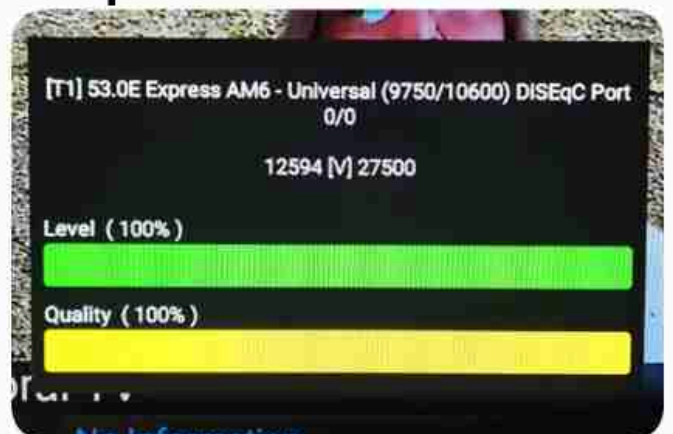 [T1] 53.0E Express AM6 - Universal (9750/10600) DISEqC Port
0/0
12594 [V] 27500
Level ( 100% )
Quality ( 100% )